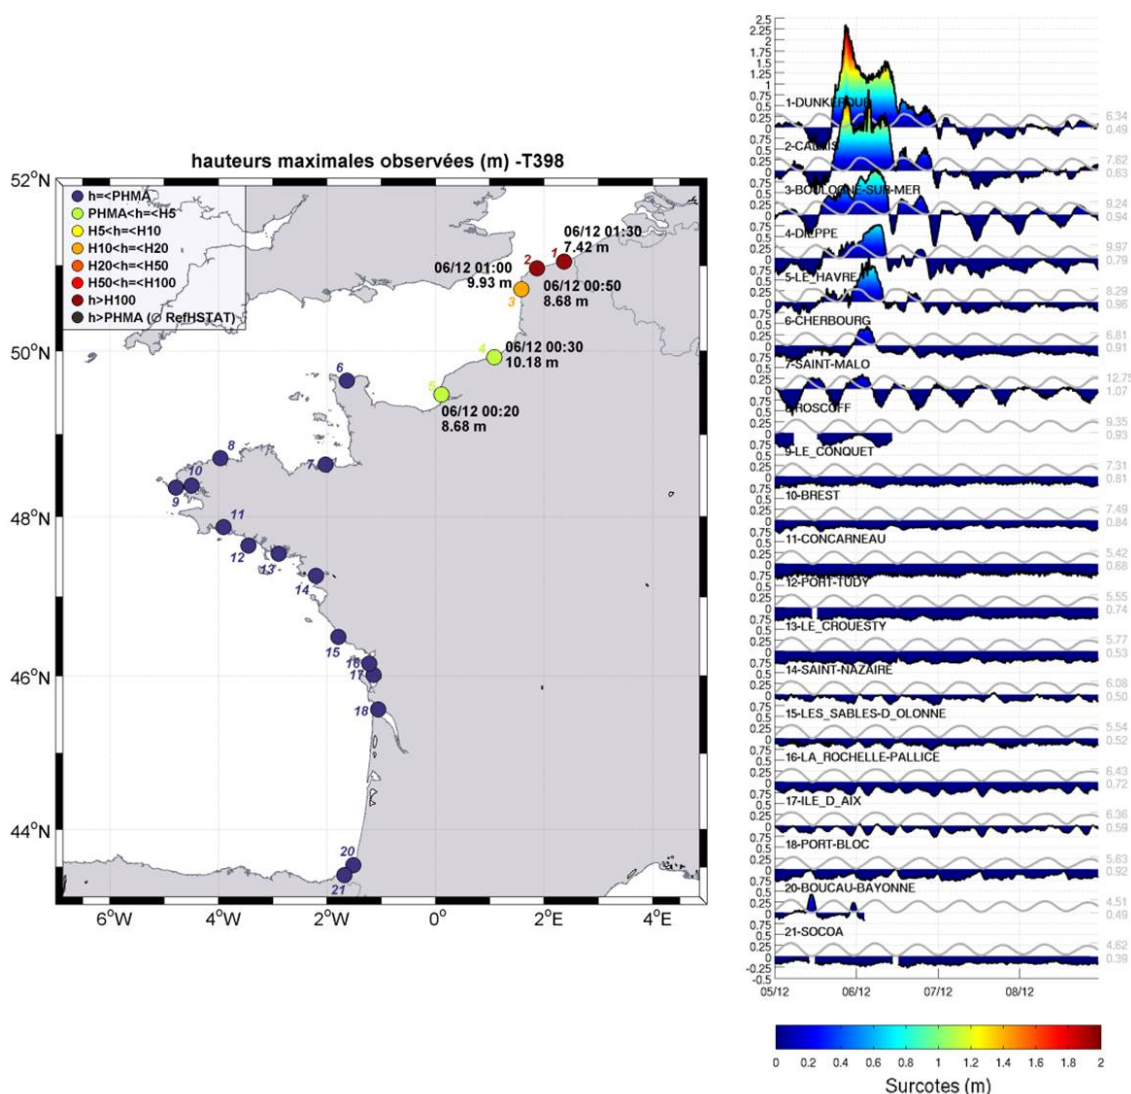 hauteurs maximales observées (m) -T398
52°N
50°N
48°N
46°N
44°N
6°W
4°W
2°W
0°
2°E
4°E
h=<PHMA
PHMA<h=<H5
H5<h=<H10
H10<h=<H20
H20<h=<H50
H50<h=<H100
h>H100
h>PHMA (∅ RefHSTAT)
06/12 01:30
7.42 m
1
2
06/12 01:00
9.93 m
06/12 00:50
8.68 m
3
4
06/12 00:30
10.18 m
5
06/12 00:20
8.68 m
6
7
8
10
9
11
12
13
14
15
16
17
18
20
21
2.5
2.25
2
1.75
1.5
1.25
1
0.75
0.5
0.25
0
1-DUNKERQUE
6.34
0.49
2-CALAIS
7.62
0.63
3-BOULOGNE-SUR-MER
9.24
0.94
4-DIEPPE
9.97
0.79
5-LE_HAVRE
8.29
0.96
6-CHERBOURG
6.81
0.91
7-SAINT-MALO
12.75
1.07
ROSCOFF
9.35
0.93
9-LE_CONQUET
7.31
0.81
10-BREST
7.49
0.84
11-CONCARNEAU
5.42
0.68
12-PORT-TUDY
5.55
0.74
13-LE_CROUESTY
5.77
0.53
14-SAINT-NAZAIRE
6.08
0.50
15-LES_SABLES-D_OLONNE
5.54
0.52
16-LA_ROCHELLE-PALLICE
6.43
0.72
17-ILE_D_AIX
6.36
0.59
18-PORT-BLOC
5.63
0.92
20-BOUCAU-BAYONNE
4.51
0.49
21-SOCOA
4.62
0.39
0.25
0
-0.25
-0.5
05/12
06/12
07/12
08/12
0
0.2
0.4
0.6
0.8
1
1.2
1.4
1.6
1.8
2
Surcotes (m)